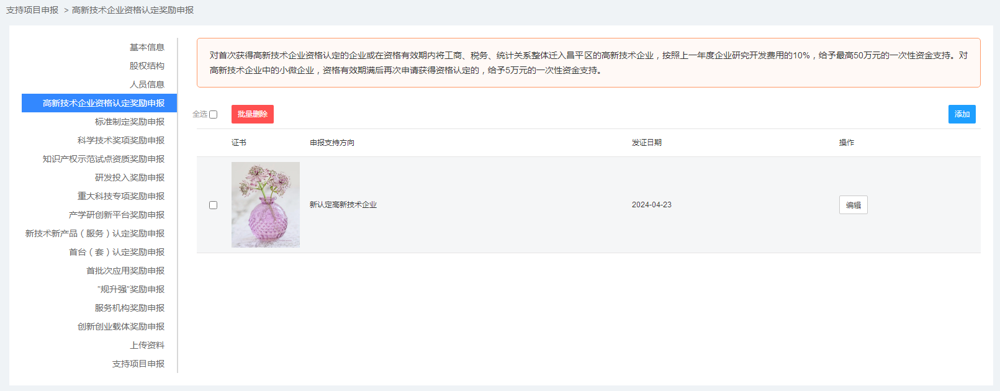 支持项目申报 > 高新技术企业资格认定奖励申报
基本信息
股权结构
人员信息
高新技术企业资格认定奖励申报
标准制定奖励申报
科学技术奖项奖励申报
知识产权示范试点资质奖励申报
研发投入奖励申报
重大科技专项奖励申报
产学研创新平台奖励申报
新技术新产品（服务）认定奖励申报
首台（套）认定奖励申报
首批次应用奖励申报
"规升强"奖励申报
服务机构奖励申报
创新创业载体奖励申报
上传资料
支持项目申报
对首次获得高新技术企业资格认定的企业或在资格有效期内将工商、税务、统计关系整体迁入昌平区的高新技术企业，按照上一年度企业研究开发费用的10%，给予最高50万元的一次性资金支持。对
高新技术企业中的小微企业，资格有效期满后再次申请获得资格认定的，给予5万元的一次性资金支持。
全选 批量删除 添加
证书 申报支持方向 发证日期 操作
新认定高新技术企业 2024-04-23 编辑